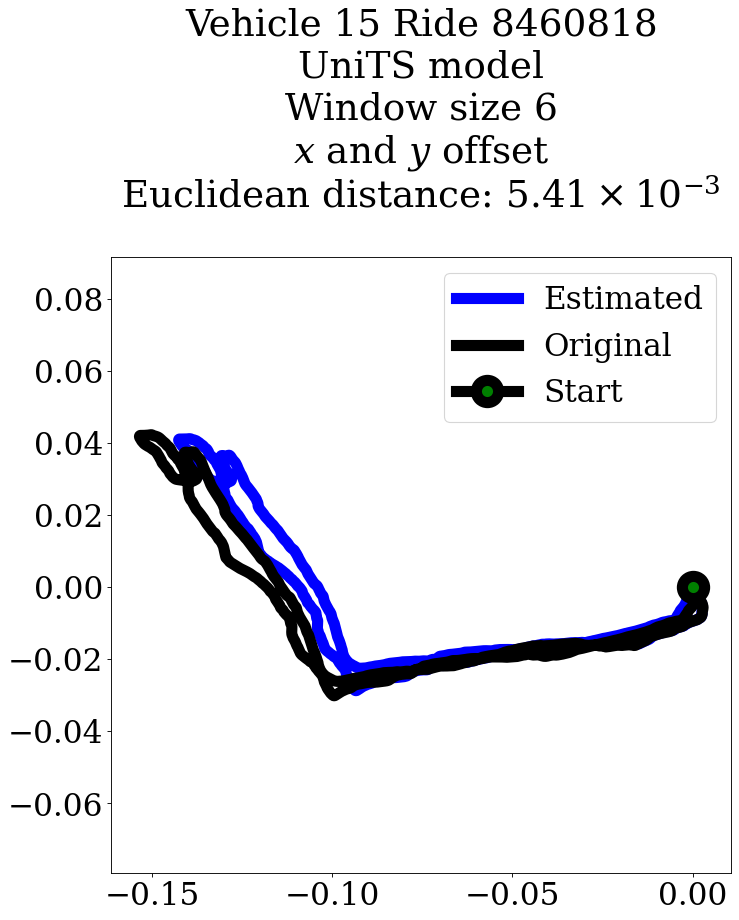 Vehicle 15 Ride 8460818
UniTS model
Window size 6
x and y offset
Euclidean distance: 5.41 × 10⁻³
Estimated
Original
Start
0.08
0.06
0.04
0.02
0.00
−0.02
−0.04
−0.06
−0.15
−0.10
−0.05
0.00